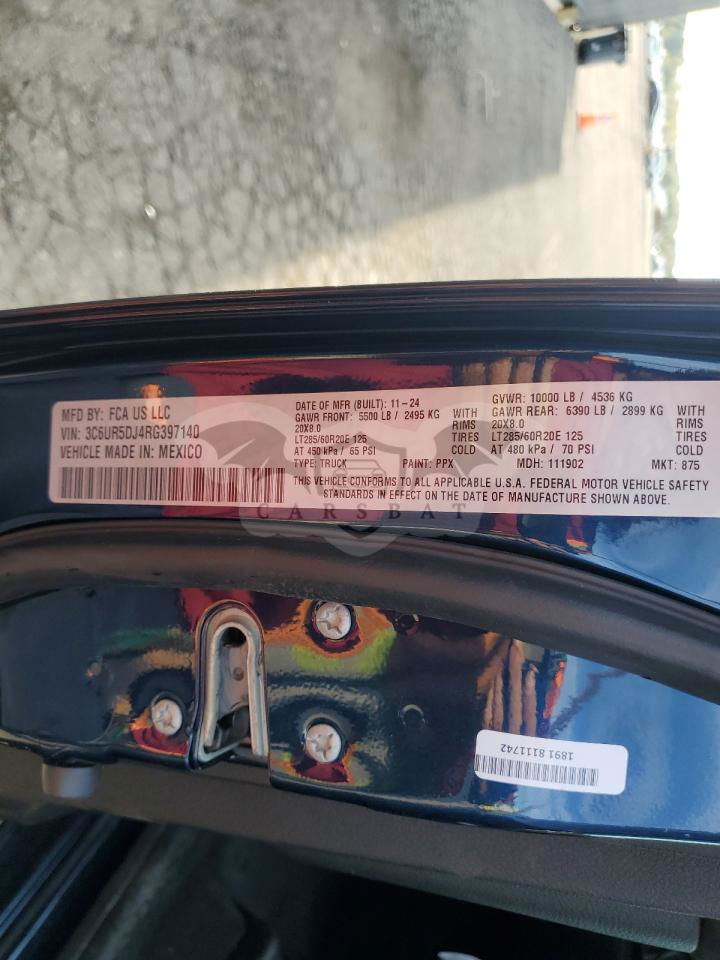 MFD BY: FCA US LLC
VIN: 3C6UR5DJ4RG397140
VEHICLE MADE IN: MEXICO
DATE OF MFR (BUILT): 11-24
GAWR FRONT: 5500 LB / 2495 KG WITH
20X8.0 RIMS
LT285/60R20E 125 TIRES
AT 450 kPa / 65 PSI COLD
TYPE: TRUCK PAINT: PPX
GVWR: 10000 LB / 4536 KG
GAWR REAR: 6390 LB / 2899 KG WITH
20X8.0 RIMS
LT285/60R20E 125 TIRES
AT 480 kPa / 70 PSI COLD
MDH: 111902 MKT: 875
THIS VEHICLE CONFORMS TO ALL APPLICABLE U.S.A. FEDERAL MOTOR VEHICLE SAFETY
STANDARDS IN EFFECT ON THE DATE OF MANUFACTURE SHOWN ABOVE.
CARSBAT
1891 8111742